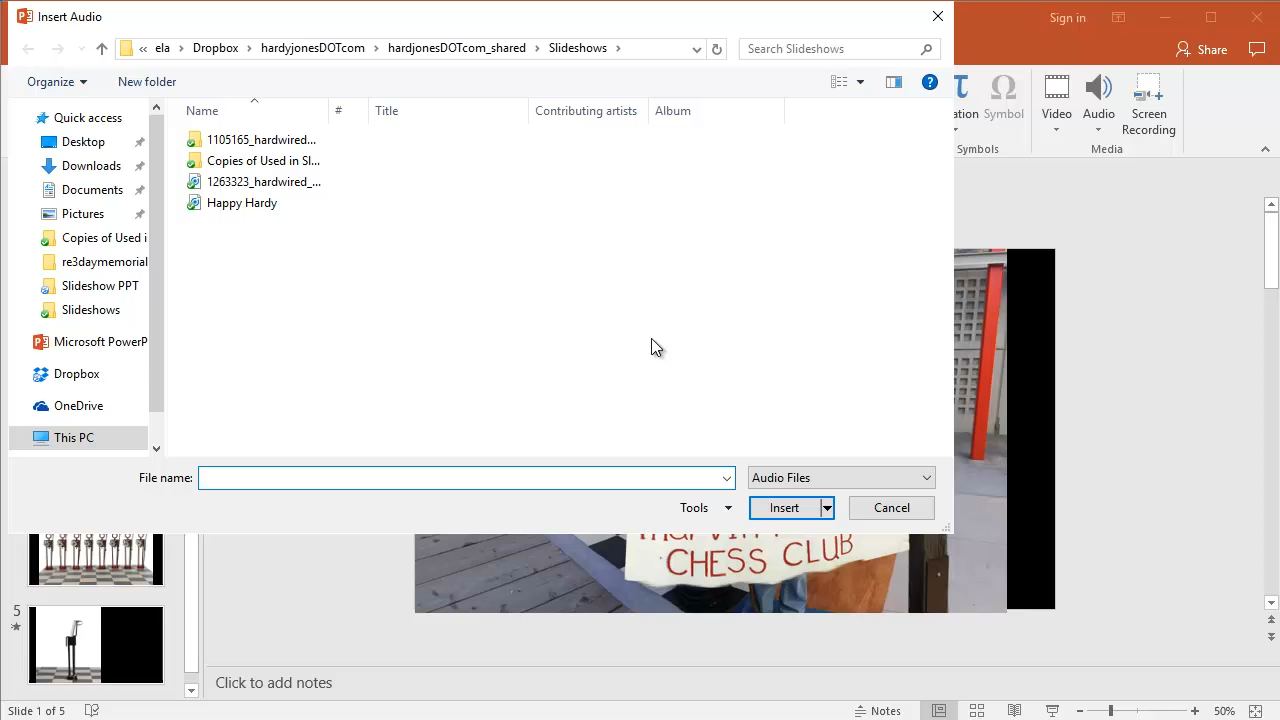 Insert Audio
Sign in
« ela > Dropbox > hardyjonesDOTcom > hardjonesDOTcom_shared > Slideshows >
Search Slideshows
Share
Organize
New folder
Name
#
Title
Contributing artists
Album
Quick access
Desktop
Downloads
Documents
Pictures
Copies of Used i
re3daymemorial
Slideshow PPT
Slideshows
Microsoft PowerP
Dropbox
OneDrive
This PC
1105165_hardwired...
Copies of Used in Sl...
1263323_hardwired_...
Happy Hardy
ation
Symbol
Video
Audio
Screen
Recording
Symbols
Media
File name:
Audio Files
Tools
Insert
Cancel
CHESS CLUB
5
Click to add notes
Slide 1 of 5
Notes
50%